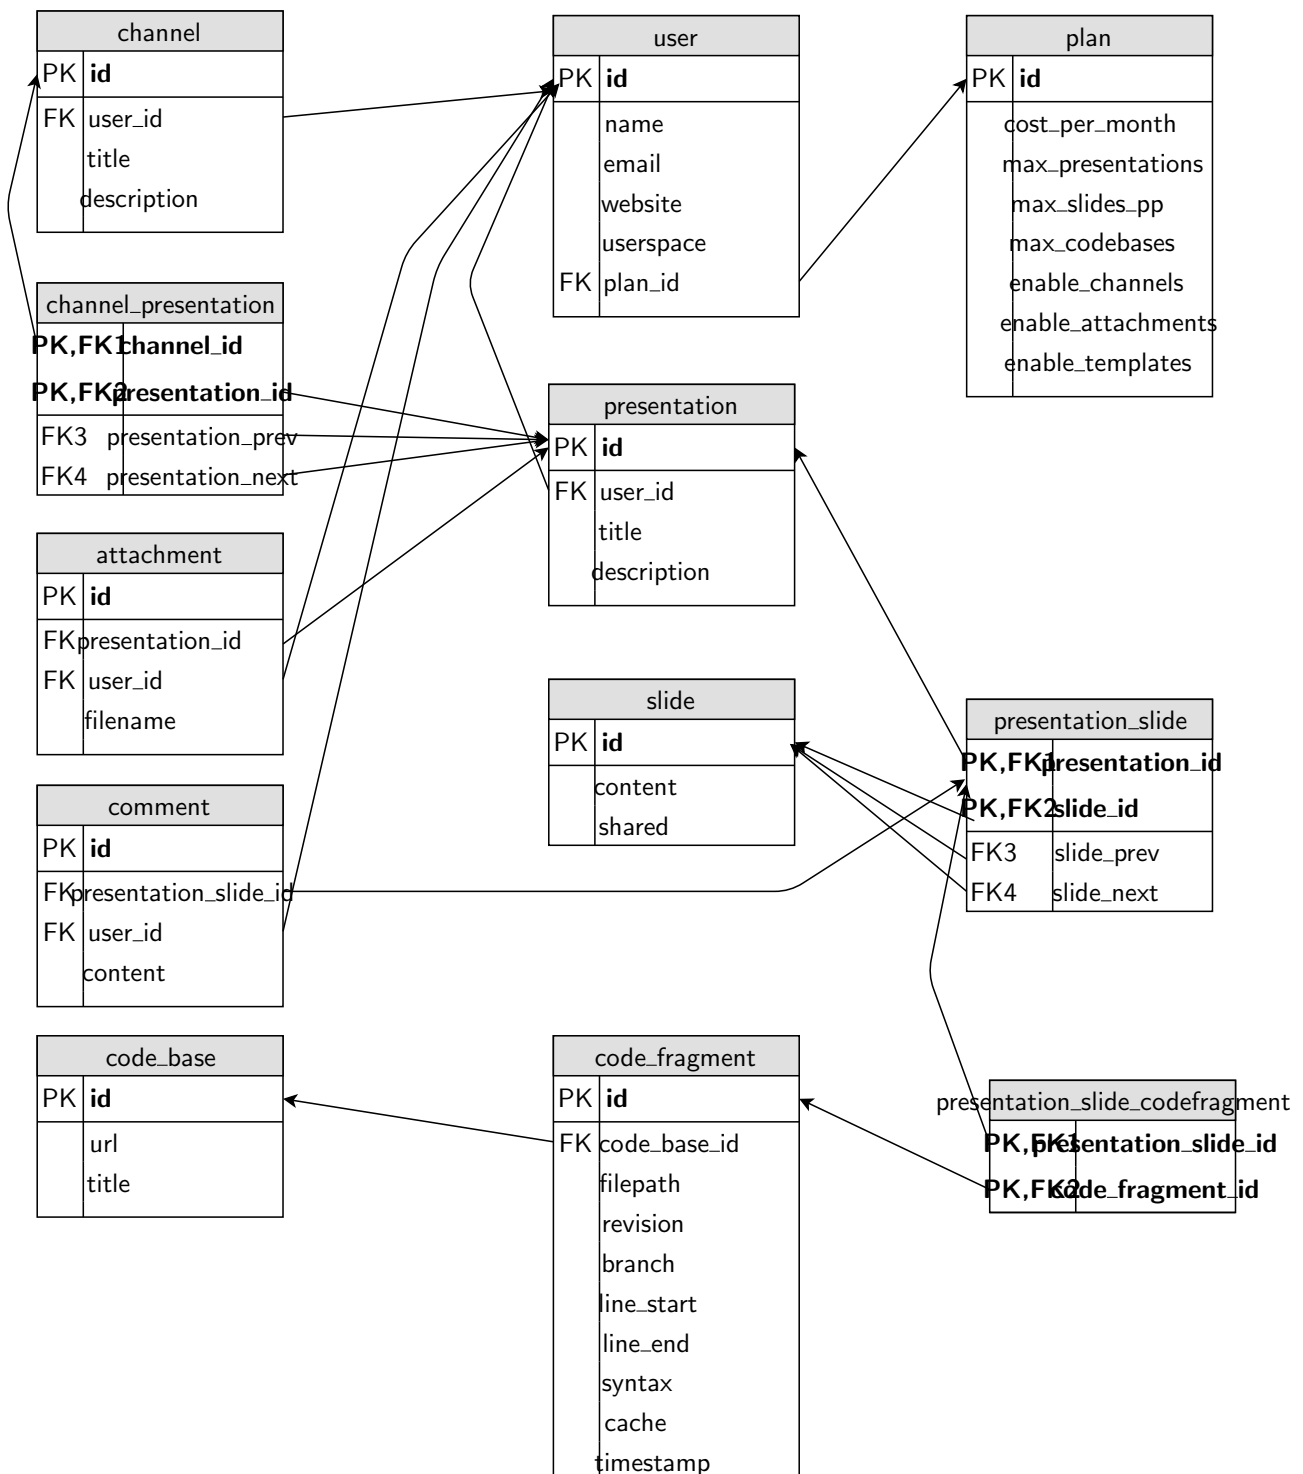 channel
PK id
FK user_id
title
description
user
PK id
name
email
website
userspace
FK plan_id
plan
PK id
cost_per_month
max_presentations
max_slides_pp
max_codebases
enable_channels
enable_attachments
enable_templates
channel_presentation
PK,FK1 channel_id
PK,FK2 presentation_id
FK3 presentation_prev
FK4 presentation_next
presentation
PK id
FK user_id
title
description
attachment
PK id
FK presentation_id
FK user_id
filename
slide
PK id
content
shared
presentation_slide
PK,FK1 presentation_id
PK,FK2 slide_id
FK3 slide_prev
FK4 slide_next
comment
PK id
FK presentation_slide_id
FK user_id
content
code_base
PK id
url
title
code_fragment
PK id
FK code_base_id
filepath
revision
branch
line_start
line_end
syntax
cache
timestamp
presentation_slide_codefragment
PK,FK1 presentation_slide_id
PK,FK2 code_fragment_id